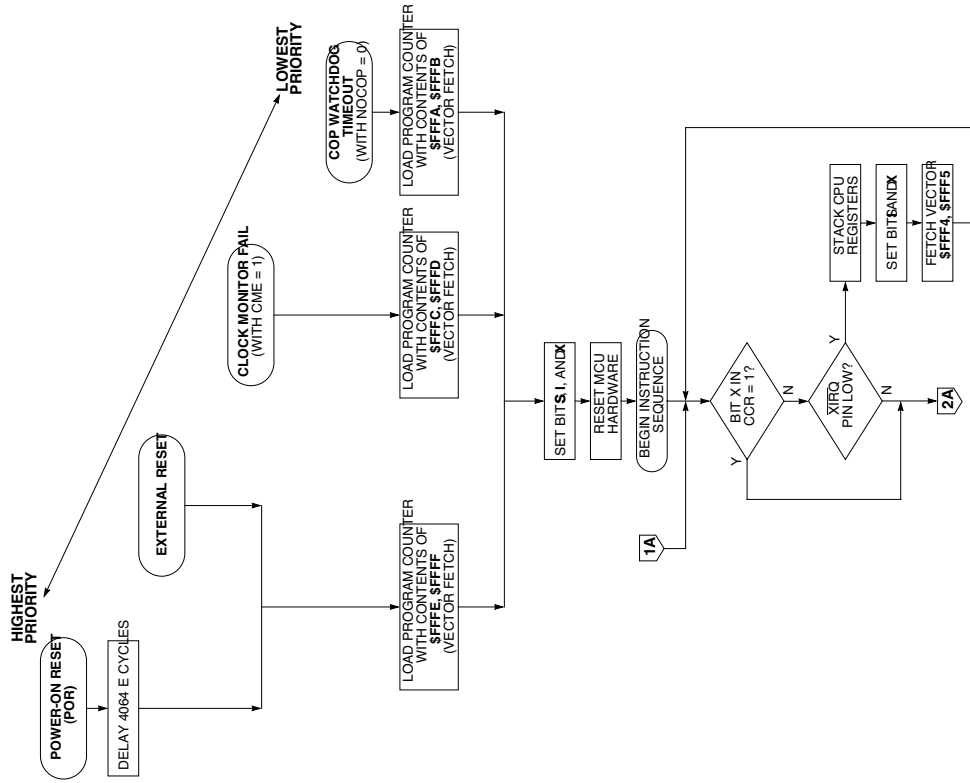 HIGHEST
PRIORITY
POWER-ON RESET
(POR)
DELAY 4064 E CYCLES
EXTERNAL RESET
CLOCK MONITOR FAIL
(WITH CME = 1)
LOWEST
PRIORITY
COP WATCHDOG
TIMEOUT
(WITH NOCOP = 0)
LOAD PROGRAM COUNTER
WITH CONTENTS OF
$FFFE, $FFFF
(VECTOR FETCH)
LOAD PROGRAM COUNTER
WITH CONTENTS OF
$FFFC, $FFFD
(VECTOR FETCH)
LOAD PROGRAM COUNTER
WITH CONTENTS OF
$FFFA, $FFFB
(VECTOR FETCH)
SET BITS S, I, AND X
RESET MCU
HARDWARE
BEGIN INSTRUCTION
SEQUENCE
1A
BIT X IN
CCR = 1?
Y
N
XIRQ
PIN LOW?
Y
N
STACK CPU
REGISTERS
SET BITS I AND X
FETCH VECTOR
$FFF4, $FFF5
2A